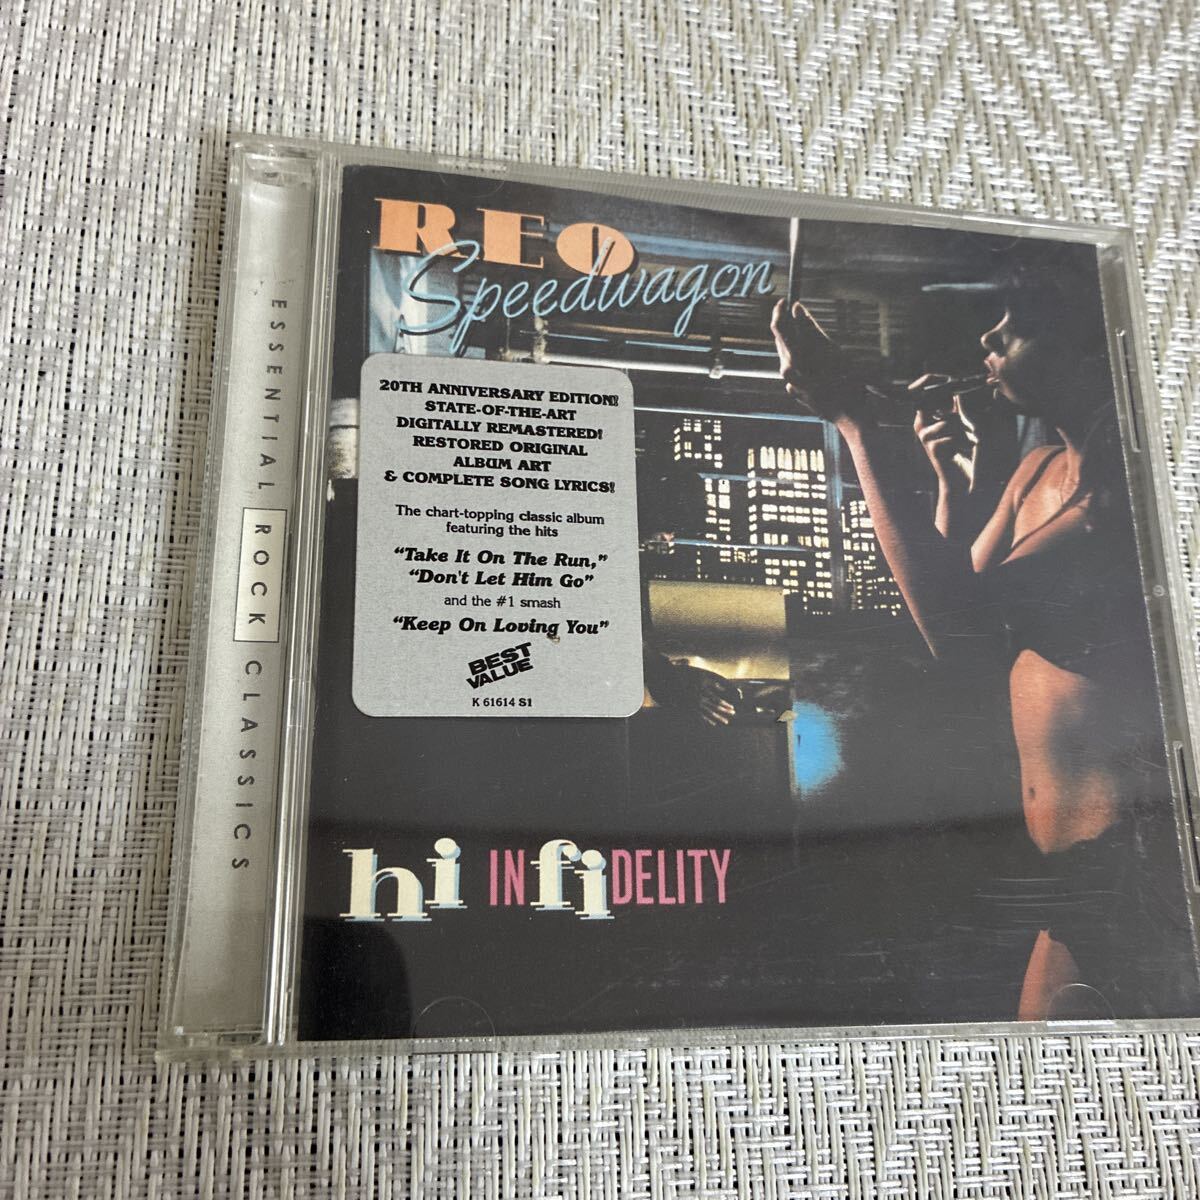 ESSENTIAL ROCK CLASSICS
REO
Speedwagon
20TH ANNIVERSARY EDITION!
STATE-OF-THE-ART
DIGITALLY REMASTERED!
RESTORED ORIGINAL
ALBUM ART
& COMPLETE SONG LYRICS!
The chart-topping classic album
featuring the hits
“Take It On The Run,”
“Don't Let Him Go”
and the #1 smash
“Keep On Loving You”
BEST
VALUE
K 61614 S1
hi INfiDELITY